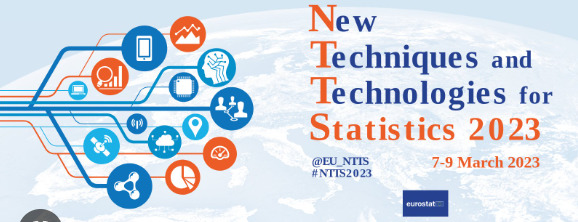 New
Techniques and
Technologies for
Statistics 2023
@EU_NTTS
#NTTS2023
7-9 March 2023
eurostat